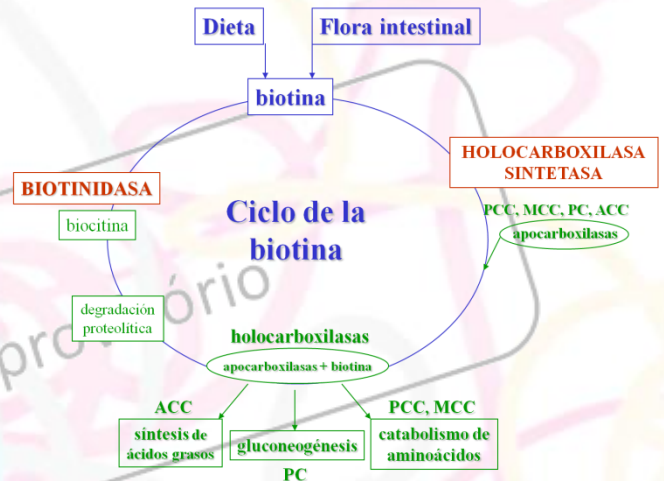 Dieta
Flora intestinal
biotina
HOLOCARBOXILASA
SINTETASA
BIOTINIDASA
biocitina
Ciclo de la
biotina
PCC, MCC, PC, ACC
apocarboxilasas
degradación
proteolítica
provisório
holocarboxilasas
apocarboxilasas + biotina
ACC
síntesis de
ácidos grasos
gluconeogénesis
PC
PCC, MCC
catabolismo de
aminoácidos